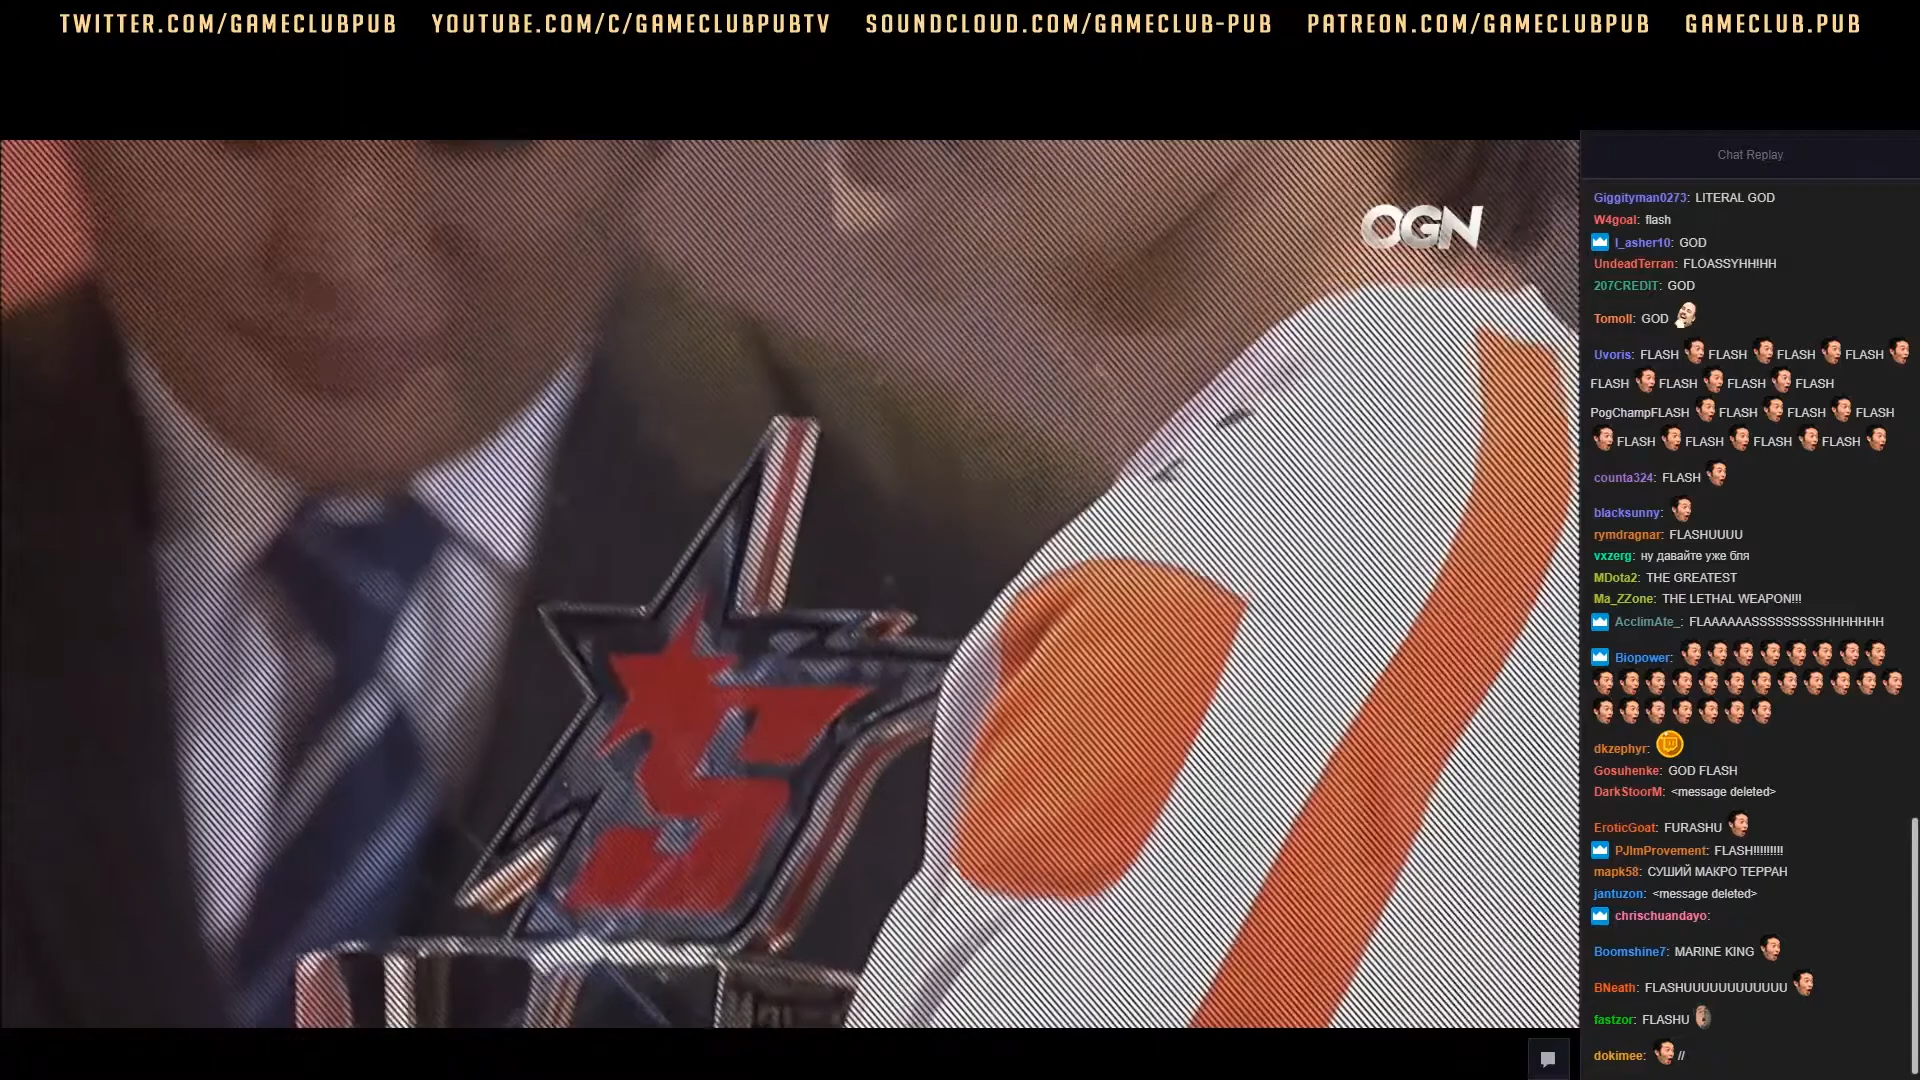 TWITTER.COM/GAMECLUBPUB YOUTUBE.COM/C/GAMECLUBPUBTV SOUNDCLOUD.COM/GAMECLUB-PUB PATREON.COM/GAMECLUBPUB GAMECLUB.PUB
OGN
Chat Replay
Giggityman0273: LITERAL GOD
W4goal: flash
I_asher10: GOD
UndeadTerran: FLOASSYHH!HH
207CREDIT: GOD
Tomoll: GOD
Uvoris: FLASH FLASH FLASH FLASH
FLASH FLASH FLASH FLASH
PogChampFLASH FLASH FLASH FLASH
FLASH FLASH FLASH FLASH
counta324: FLASH
blacksunny:
rymdragnar: FLASHUUUU
vxzerg: ну давайте уже бля
MDota2: THE GREATEST
Ma_ZZone: THE LETHAL WEAPON!!!
AcclimAte_: FLAAAAAASSSSSSSSSHHHHHHH
Biopower:
dkzephyr:
Gosuhenke: GOD FLASH
DarkStoorM: <message deleted>
EroticGoat: FURASHU
PJImProvement: FLASH!!!!!!!!!
mapk58: СУШИЙ МАКРО ТЕРРАН
jantuzon: <message deleted>
chrischuandayo:
Boomshine7: MARINE KING
BNeath: FLASHUUUUUUUUUUUU
fastzor: FLASHU
dokimee: //